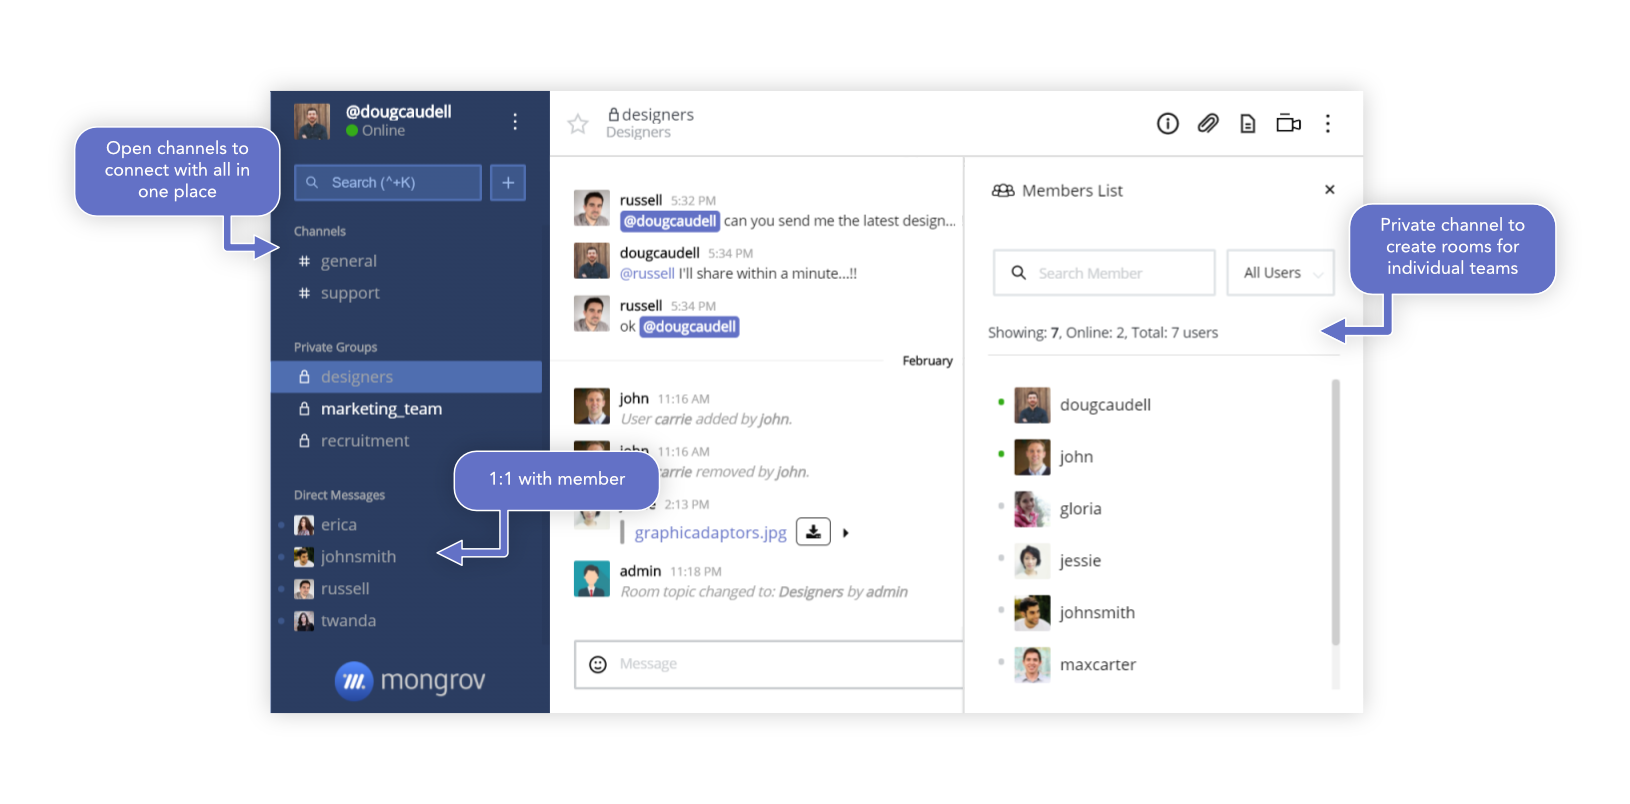 Open channels to
connect with all in
one place
@dougcaudell
Online
Search (^+K)
+
Channels
# general
# support
Private Groups
designers
marketing_team
recruitment
Direct Messages
erica
johnsmith
russell
twanda
mongrov
1:1 with member
designers
Designers
russell 5:32 PM
@dougcaudell can you send me the latest design...
dougcaudell 5:34 PM
@russell I'll share within a minute...!!
russell 5:34 PM
ok @dougcaudell
February
john 11:16 AM
User carrie added by john.
john 11:16 AM
carrie removed by john.
2:13 PM
graphicadaptors.jpg
admin 11:18 PM
Room topic changed to: Designers by admin
Message
Members List
Search Member
All Users
Showing: 7, Online: 2, Total: 7 users
dougcaudell
john
gloria
jessie
johnsmith
maxcarter
Private channel to
create rooms for
individual teams